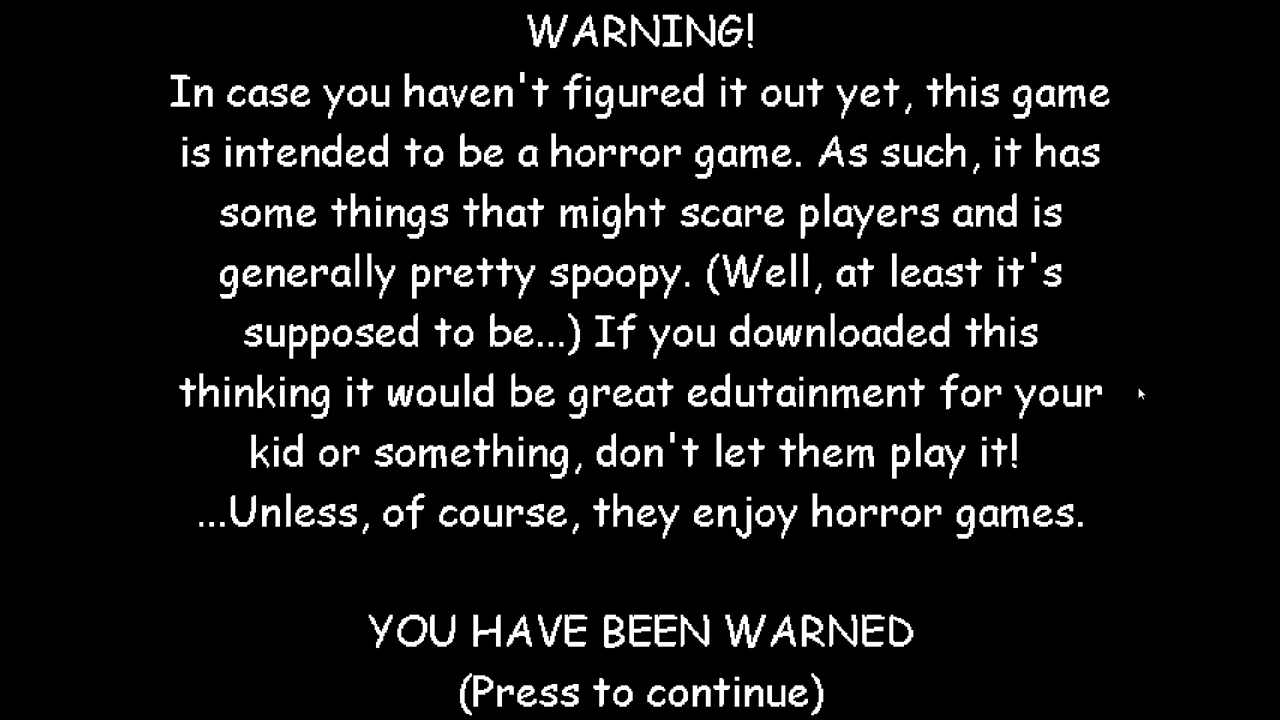 WARNING!
In case you haven't figured it out yet, this game
is intended to be a horror game. As such, it has
some things that might scare players and is
generally pretty spoopy. (Well, at least it's
supposed to be...) If you downloaded this
thinking it would be great edutainment for your
kid or something, don't let them play it!
...Unless, of course, they enjoy horror games.
YOU HAVE BEEN WARNED
(Press to continue)